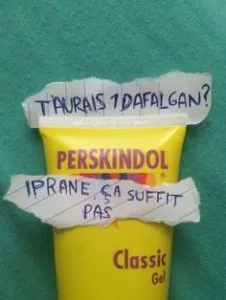 T'AURAIS 1 DAFALGAN?
PERSKINDOL
IPRANE, ÇA SUFFIT
PAS
Classic
Gel